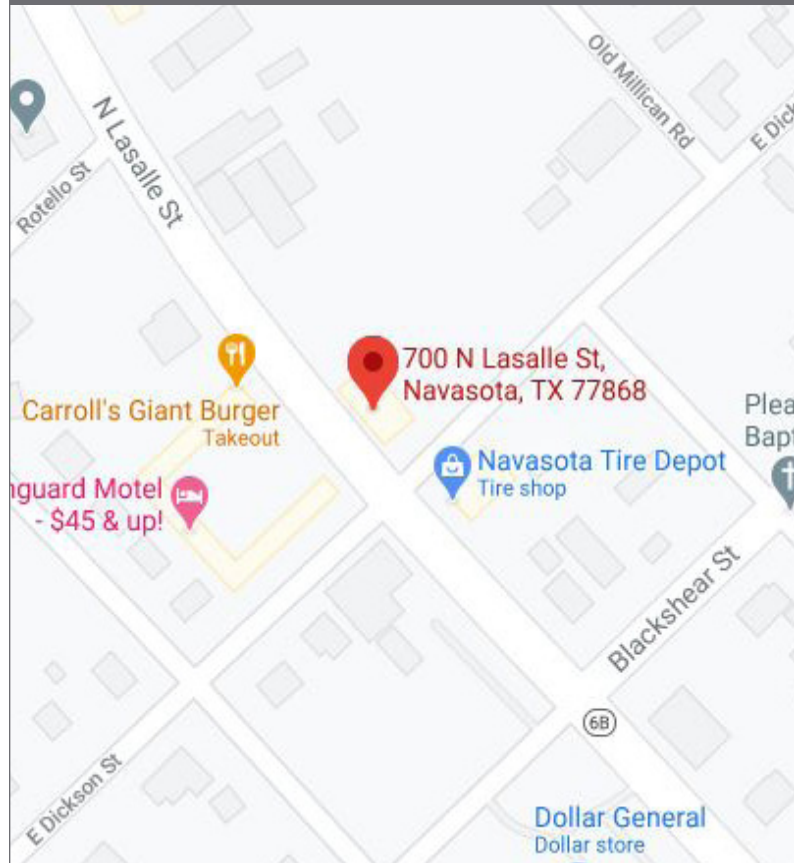 Old Millican Rd
E Dick
N Lasalle St
Rotello St
700 N Lasalle St,
Navasota, TX 77868
Carroll's Giant Burger
Takeout
Plea
Bapt
Navasota Tire Depot
Tire shop
nguard Motel
- $45 & up!
Blackshear St
6B
E Dickson St
Dollar General
Dollar store